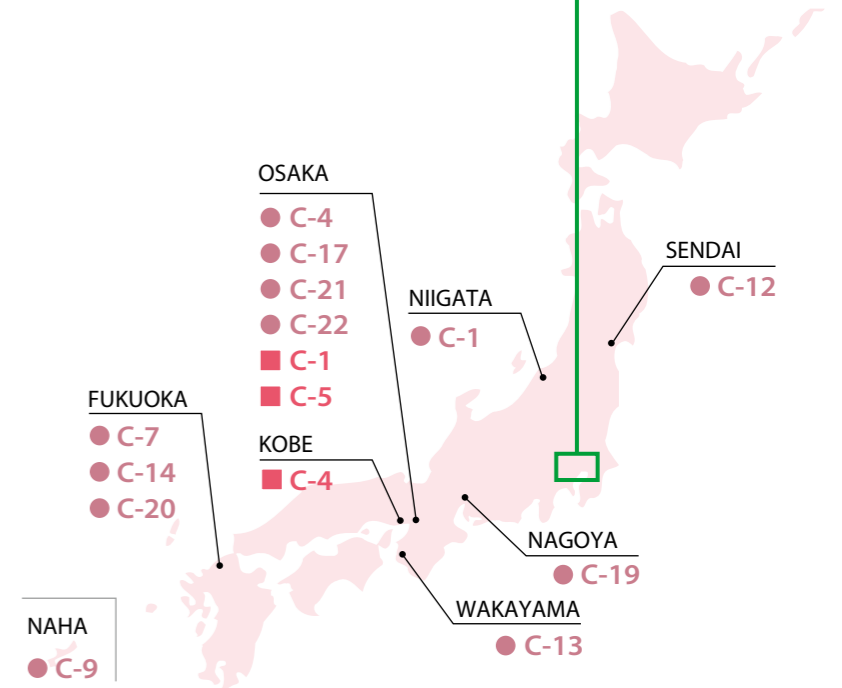 OSAKA
C-4
C-17
C-21
C-22
C-1
C-5
SENDAI
C-12
NIIGATA
C-1
FUKUOKA
C-7
C-14
C-20
KOBE
C-4
NAGOYA
C-19
WAKAYAMA
C-13
NAHA
C-9